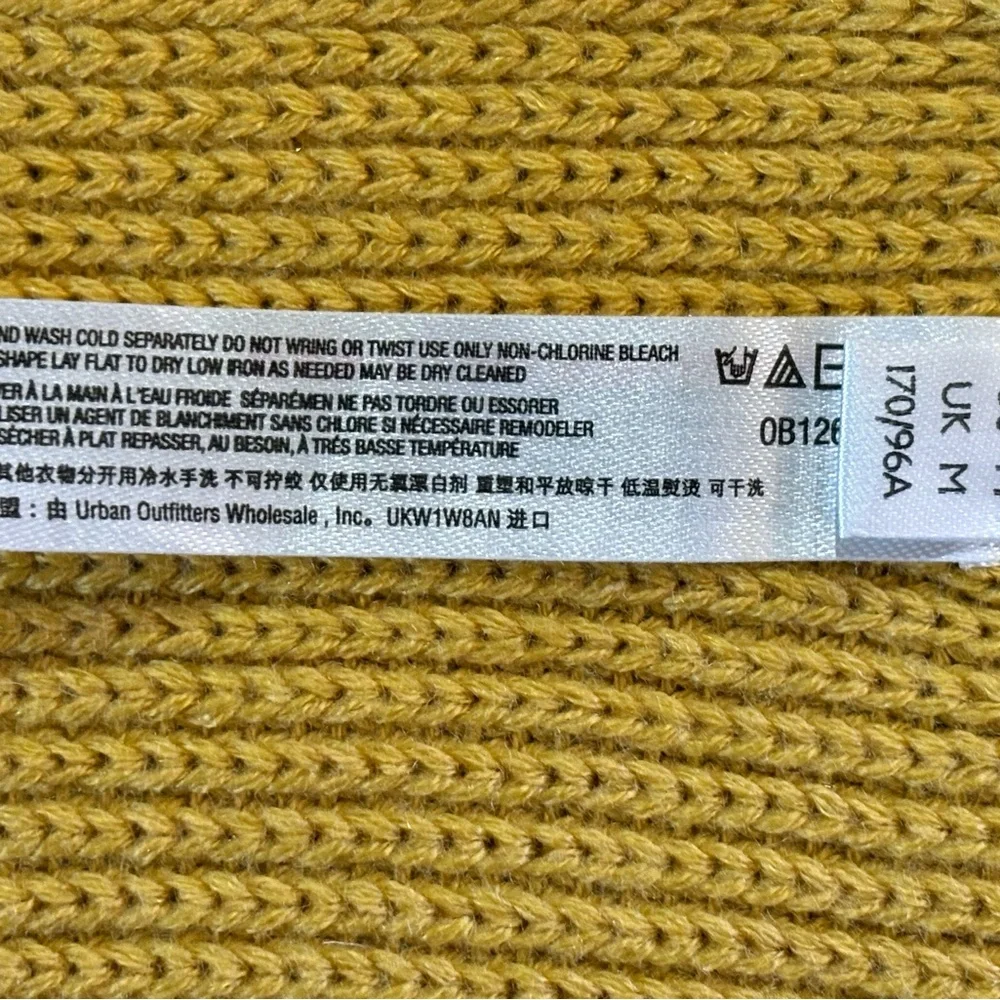 ND WASH COLD SEPARATELY DO NOT WRING OR TWIST USE ONLY NON-CHLORINE BLEACH
SHAPE LAY FLAT TO DRY LOW IRON AS NEEDED MAY BE DRY CLEANED
ER À LA MAIN À L'EAU FROIDE SÉPARÉMEN NE PAS TORDRE OU ESSORER
LISER UN AGENT DE BLANCHIMENT SANS CHLORE SI NÉCESSAIRE REMODELER
SÉCHER À PLAT REPASSER, AU BESOIN, À TRÉS BASSE TEMPÉRATURE
其他衣物分开用冷水手洗 不可拧绞 仅使用无氯漂白剂 重塑和平放晾干 低温熨烫 可干洗
盟：由 Urban Outfitters Wholesale , Inc。 UKW1W8AN 进口
0B126
UK M
170/96A